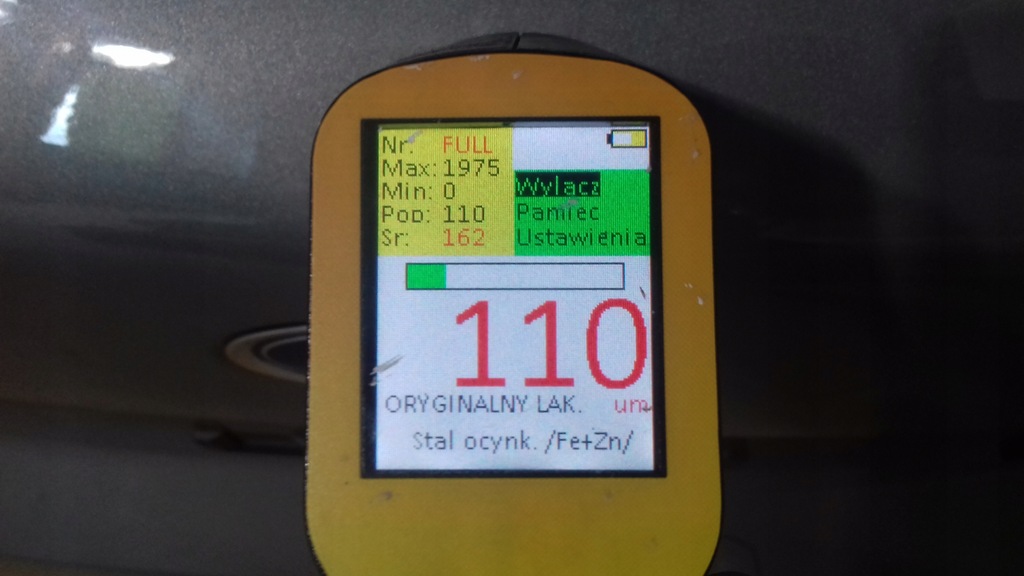 Nr: FULL
Max: 1975
Min: 0
Pop: 110
Sr: 162
Wylacz
Pamiec
Ustawienia
110
ORYGINALNY LAK. um
Stal ocynk. /Fe+Zn/